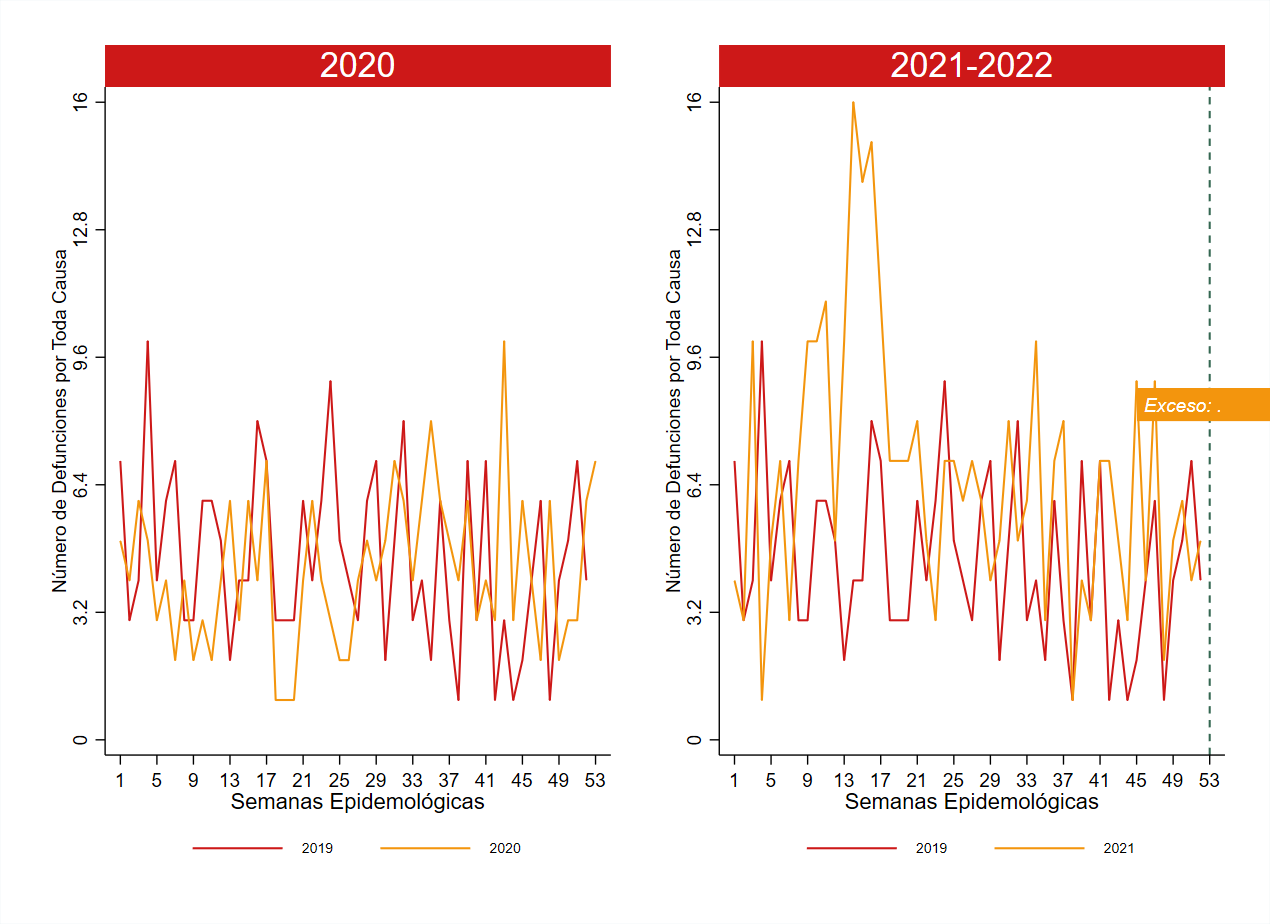 2020
Número de Defunciones por Toda Causa
16
12.8
9.6
6.4
3.2
0
1 5 9 13 17 21 25 29 33 37 41 45 49 53
Semanas Epidemológicas
2019 2020
2021-2022
Número de Defunciones por Toda Causa
16
12.8
9.6
6.4
3.2
0
Exceso: .
1 5 9 13 17 21 25 29 33 37 41 45 49 53
Semanas Epidemológicas
2019 2021